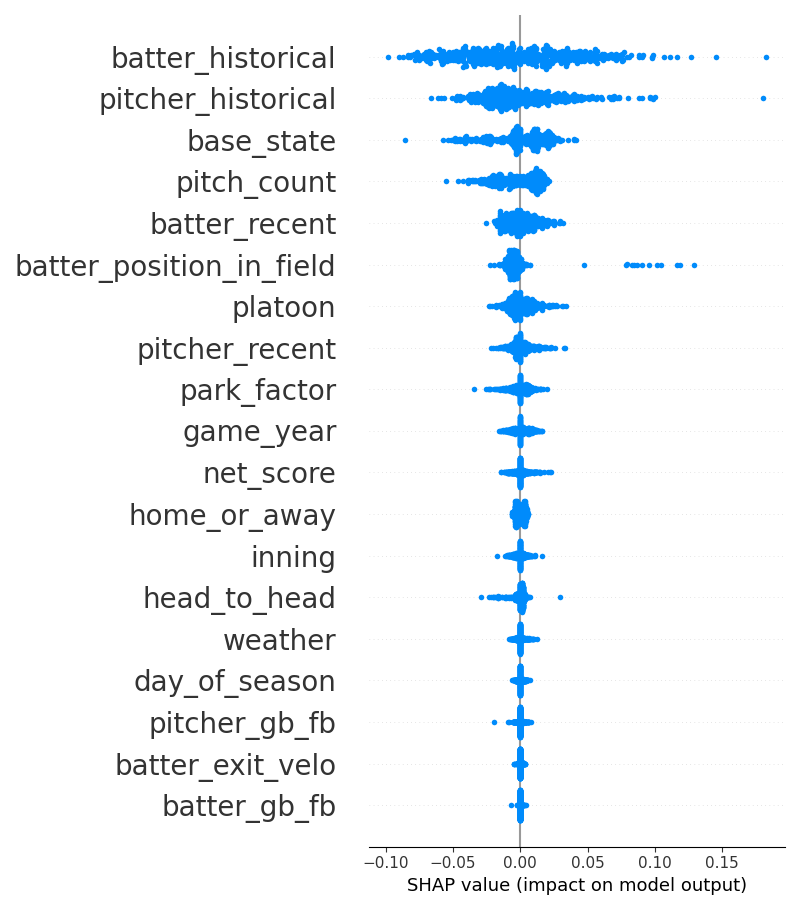 batter_historical
pitcher_historical
base_state
pitch_count
batter_recent
batter_position_in_field
platoon
pitcher_recent
park_factor
game_year
net_score
home_or_away
inning
head_to_head
weather
day_of_season
pitcher_gb_fb
batter_exit_velo
batter_gb_fb
−0.10 −0.05 0.00 0.05 0.10 0.15
SHAP value (impact on model output)